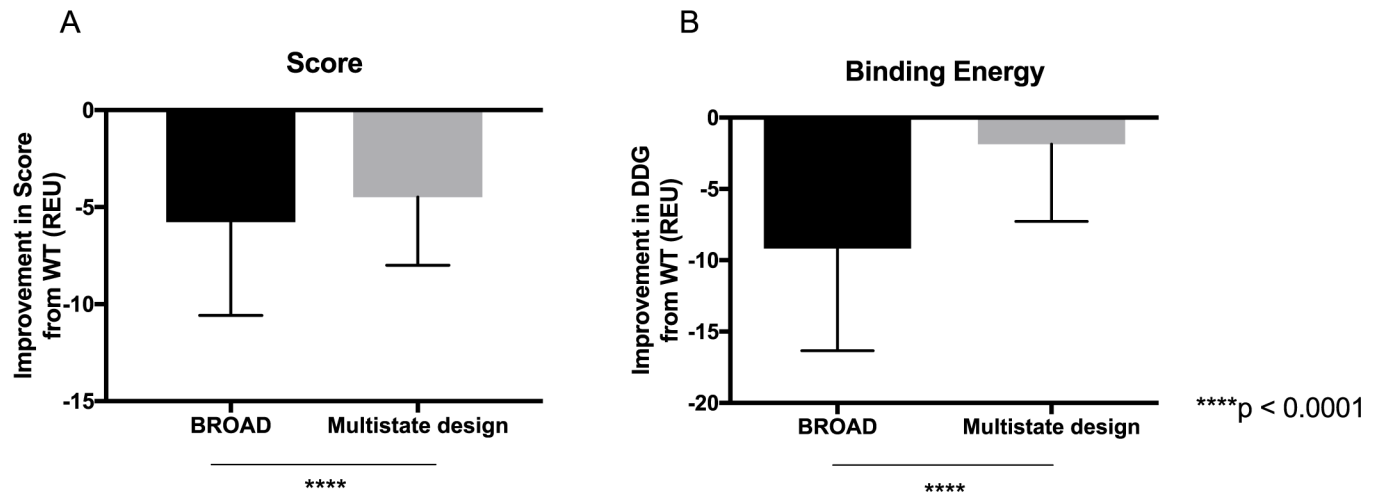 A
Score
Improvement in Score
from WT (REU)
0
-5
-10
-15
BROAD
Multistate design
****
B
Binding Energy
Improvement in DDG
from WT (REU)
0
-5
-10
-15
-20
BROAD
Multistate design
****
****p < 0.0001